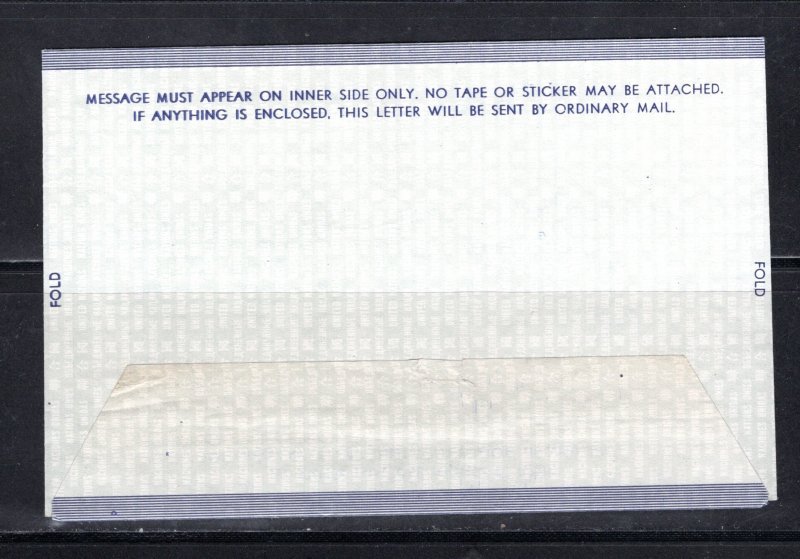 MESSAGE MUST APPEAR ON INNER SIDE ONLY. NO TAPE OR STICKER MAY BE ATTACHED.
IF ANYTHING IS ENCLOSED, THIS LETTER WILL BE SENT BY ORDINARY MAIL.
FOLD
FOLD